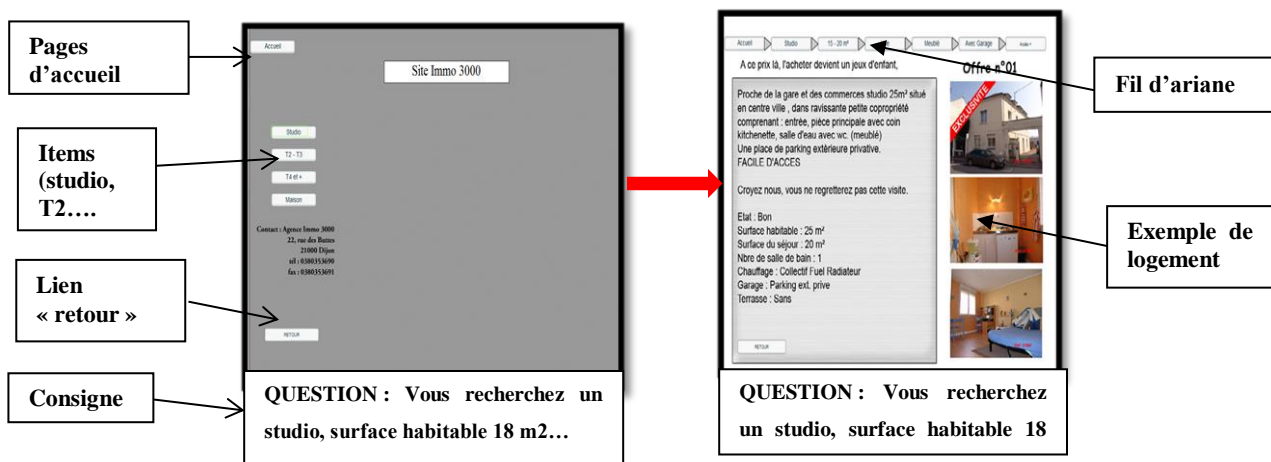 Pages
d'accueil
Items
(studio,
T2….
Lien
« retour »
Consigne
Accueil
Site Immo 3000
Studio
T2 - T3
T4 et +
Maison
Contact : Agence Immo 3000
22, rue des Buttes
21000 Dijon
tél : 0380353690
fax : 0380353691
RETOUR
QUESTION : Vous recherchez un
studio, surface habitable 18 m2…
Accueil
Studio
15 - 20 m²
Meublé
Avec Garage
A ce prix là, l'acheter devient un jeux d'enfant,
Offre n°01
EXCLUSIVITE
Proche de la gare et des commerces studio 25m² situé
en centre ville , dans ravissante petite copropriété
comprenant : entrée, pièce principale avec coin
kitchenette, salle d'eau avec wc. (meublé)
Une place de parking extérieure privative.
FACILE D'ACCES
Croyez nous, vous ne regretterez pas cette visite.
Etat : Bon
Surface habitable : 25 m²
Surface du séjour : 20 m²
Nbre de salle de bain : 1
Chauffage : Collectif Fuel Radiateur
Garage : Parking ext. prive
Terrasse : Sans
RETOUR
QUESTION : Vous recherchez
un studio, surface habitable 18
Fil d'ariane
Exemple de
logement